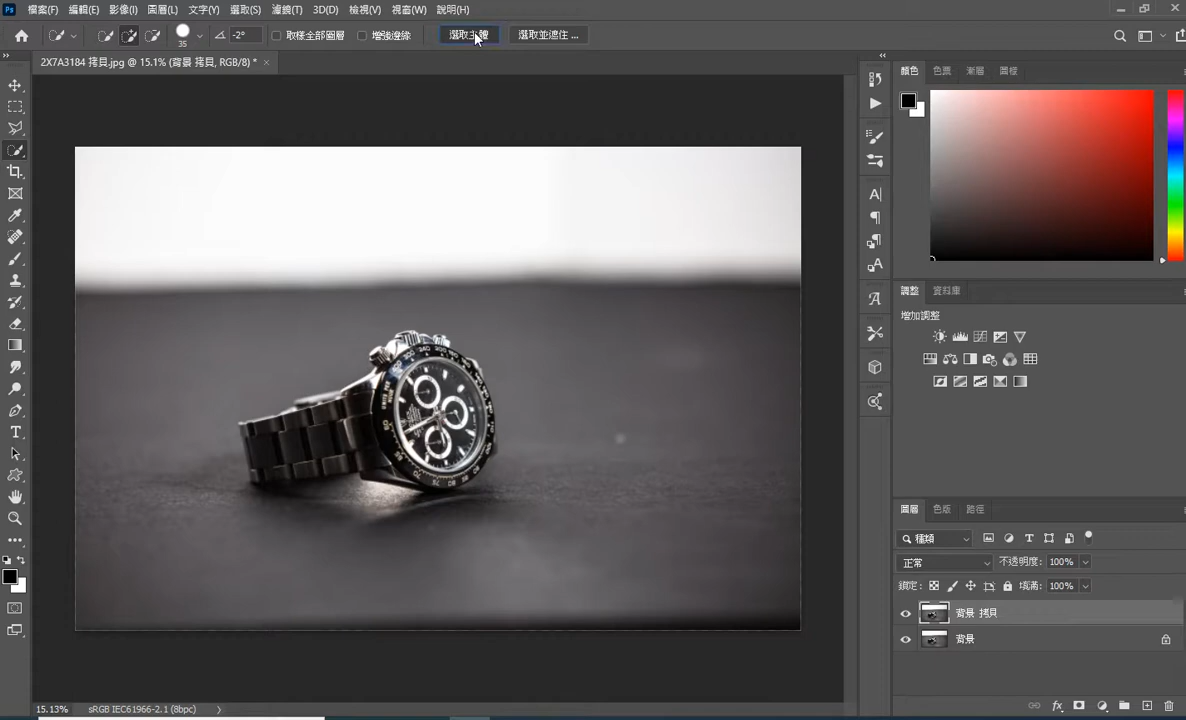 Ps 檔案(F) 編輯(E) 影像(I) 圖層(L) 文字(Y) 選取(S) 濾鏡(T) 3D(D) 檢視(V) 視窗(W) 說明(H)
35 -2° 取樣全部圖層 增強邊緣 選取主體 選取並遮住 ...
2X7A3184 拷貝.jpg @ 15.1% (背景 拷貝, RGB/8) * ×
顏色 色票 漸層 圖樣
調整 資料庫
增加調整
圖層 色版 路徑
種類
正常 不透明度: 100%
鎖定: 填滿: 100%
背景 拷貝
背景
15.13% sRGB IEC61966-2.1 (8bpc)